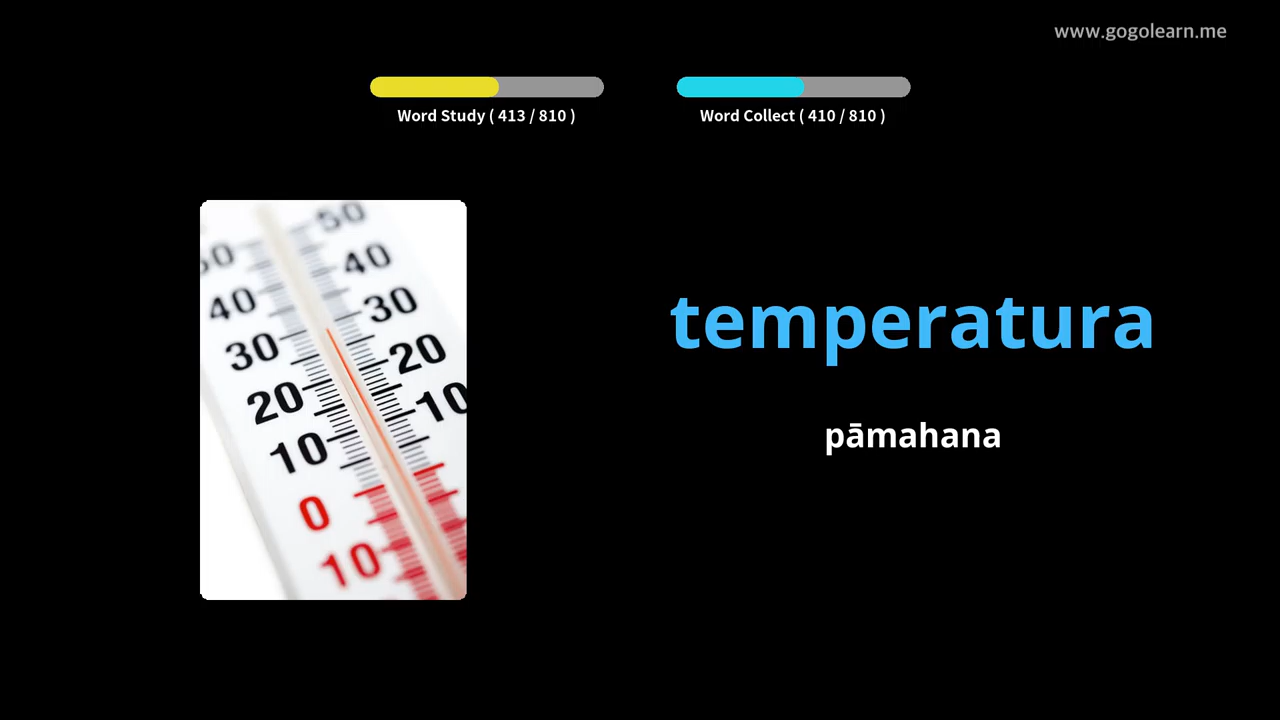 www.gogolearn.me
Word Study ( 413 / 810 )
Word Collect ( 410 / 810 )
50
40
30
20
10
40
30
20
10
0
10
temperatura
pāmahana